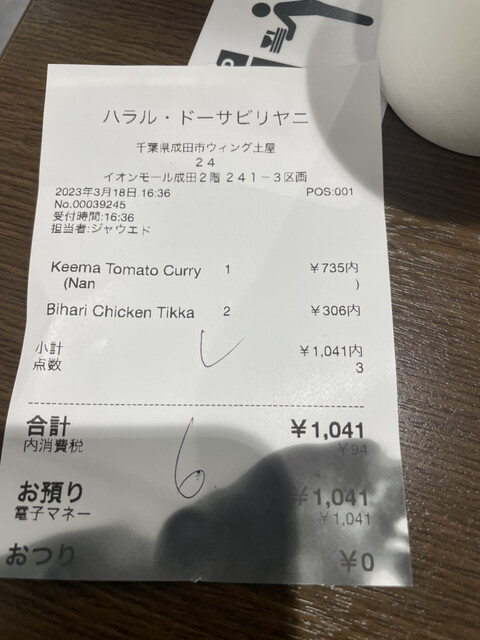 ハラル・ドーサビリヤニ
千葉県成田市ウィング土屋
24
イオンモール成田2階 241-3区画
2023年3月18日 16:36 POS:001
No.00039245
受付時間:16:36
担当者:ジャウエド
Keema Tomato Curry 1 ¥735内
(Nan )
Bihari Chicken Tikka 2 ¥306内
小計 ¥1,041内
点数 3
合計 ¥1,041
内消費税 ¥94
6
お預り ¥1,041
電子マネー ¥1,041
おつり ¥0